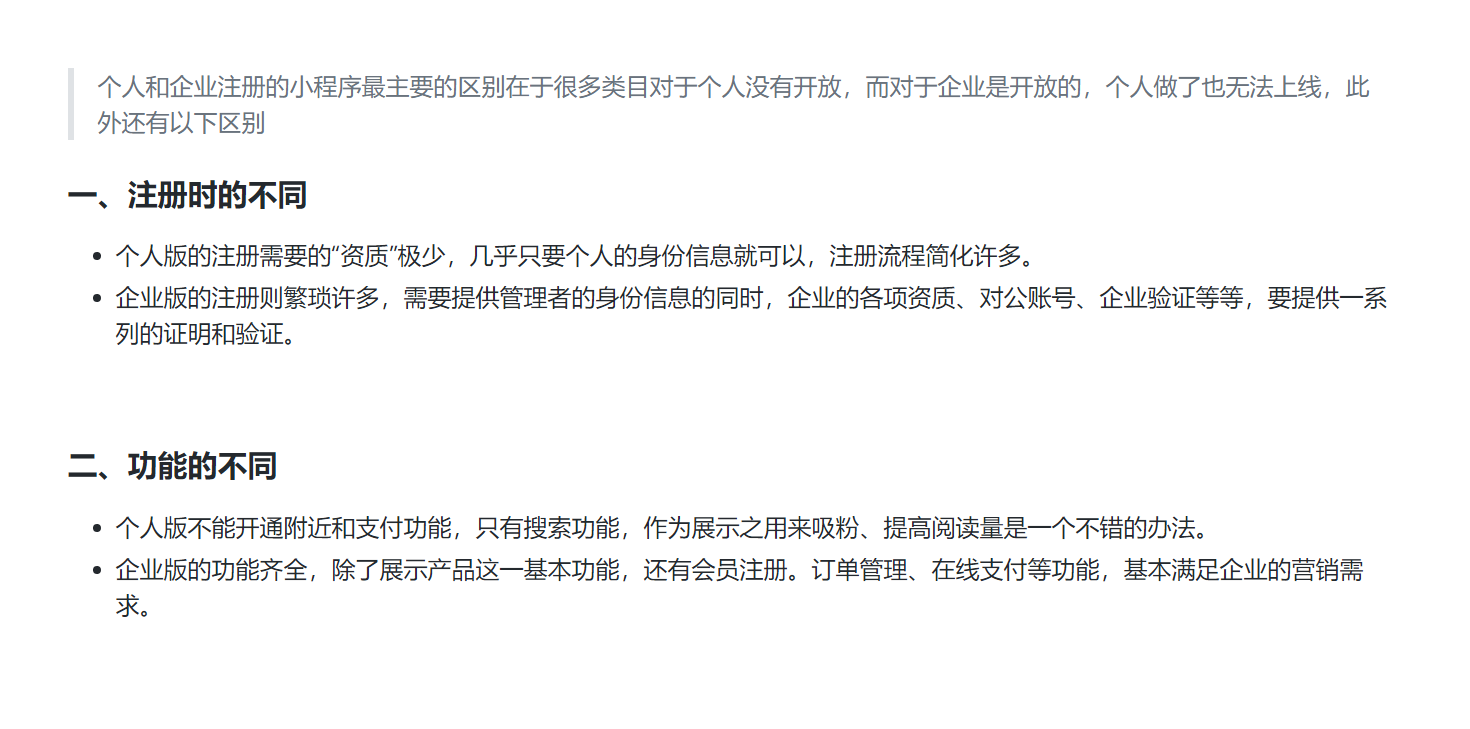 个人和企业注册的小程序最主要的区别在于很多类目对于个人没有开放，而对于企业是开放的，个人做了也无法上线，此
外还有以下区别
一、注册时的不同
个人版的注册需要的“资质”极少，几乎只要个人的身份信息就可以，注册流程简化许多。
企业版的注册则繁琐许多，需要提供管理者的身份信息的同时，企业的各项资质、对公账号、企业验证等等，要提供一系
列的证明和验证。
二、功能的不同
个人版不能开通附近和支付功能，只有搜索功能，作为展示之用来吸粉、提高阅读量是一个不错的办法。
企业版的功能齐全，除了展示产品这一基本功能，还有会员注册。订单管理、在线支付等功能，基本满足企业的营销需
求。